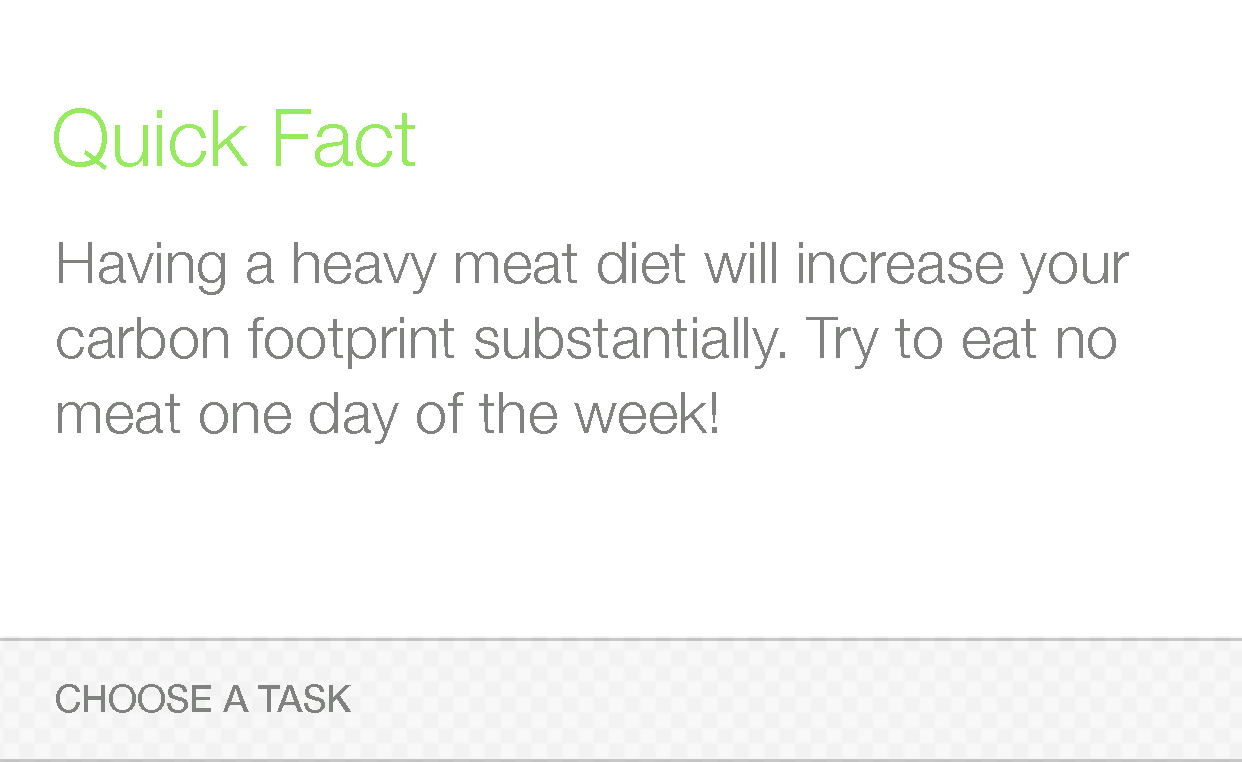 Quick Fact
Having a heavy meat diet will increase your
carbon footprint substantially. Try to eat no
meat one day of the week!
CHOOSE A TASK